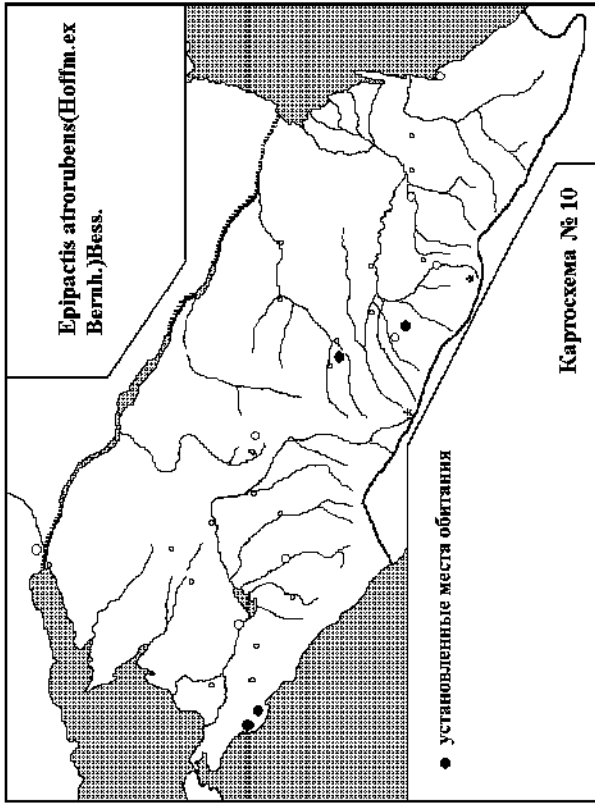 Epipactis atrorubens(Hoffm.ex
Bernh.)Bess.
Картосхема № 10
установленные места обитания